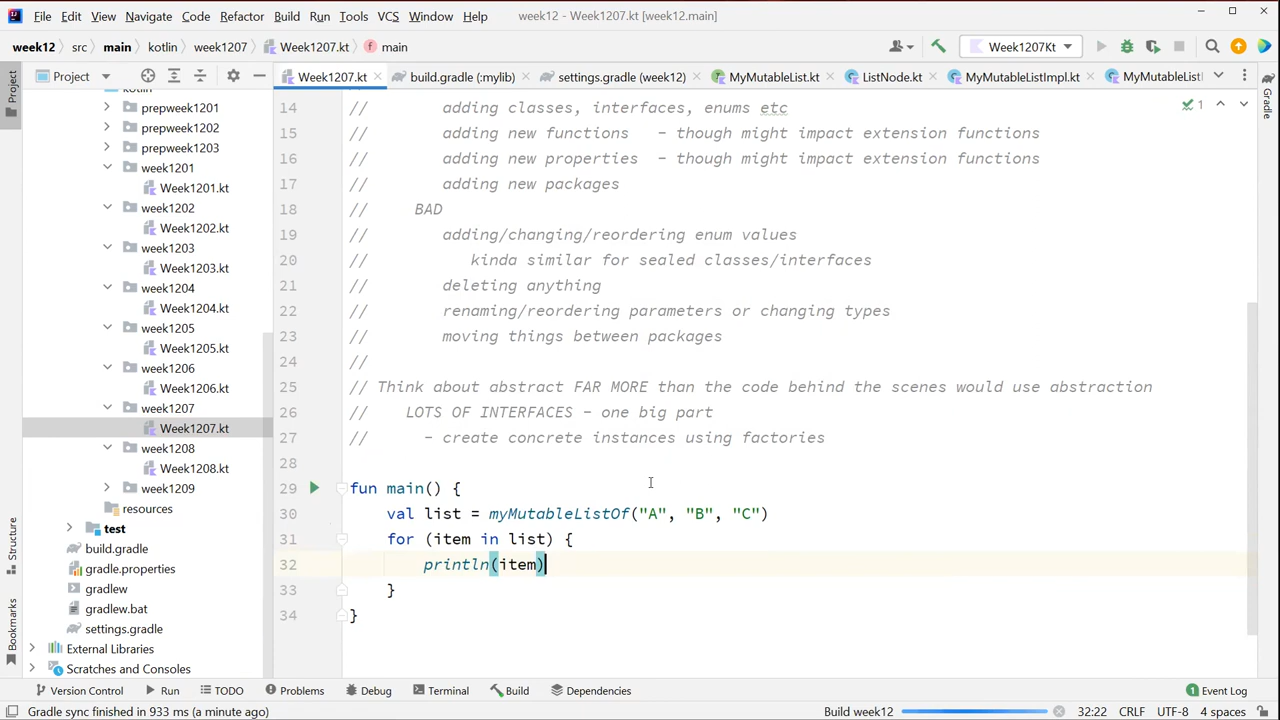 File Edit View Navigate Code Refactor Build Run Tools VCS Window Help week12 - Week1207.kt [week12.main]
week12 src main kotlin week1207 Week1207.kt main Week1207Kt
Project Week1207.kt build.gradle (:mylib) settings.gradle (week12) MyMutableList.kt ListNode.kt MyMutableListImpl.kt MyMutableListI
kotlin
prepweek1201
prepweek1202
prepweek1203
week1201
Week1201.kt
week1202
Week1202.kt
week1203
Week1203.kt
week1204
Week1204.kt
week1205
Week1205.kt
week1206
Week1206.kt
week1207
Week1207.kt
week1208
Week1208.kt
week1209
resources
test
build.gradle
gradle.properties
gradlew
gradlew.bat
settings.gradle
External Libraries
Scratches and Consoles
Project
Structure
Bookmarks
14 // adding classes, interfaces, enums etc
15 // adding new functions - though might impact extension functions
16 // adding new properties - though might impact extension functions
17 // adding new packages
18 // BAD
19 // adding/changing/reordering enum values
20 // kinda similar for sealed classes/interfaces
21 // deleting anything
22 // renaming/reordering parameters or changing types
23 // moving things between packages
24 //
25 // Think about abstract FAR MORE than the code behind the scenes would use abstraction
26 // LOTS OF INTERFACES - one big part
27 // - create concrete instances using factories
28
29 fun main() {
30 val list = myMutableListOf("A", "B", "C")
31 for (item in list) {
32 println(item)
33 }
34 }
1
Gradle
Version Control Run TODO Problems Debug Terminal Build Dependencies 1 Event Log
Gradle sync finished in 933 ms (a minute ago) Build week12 32:22 CRLF UTF-8 4 spaces